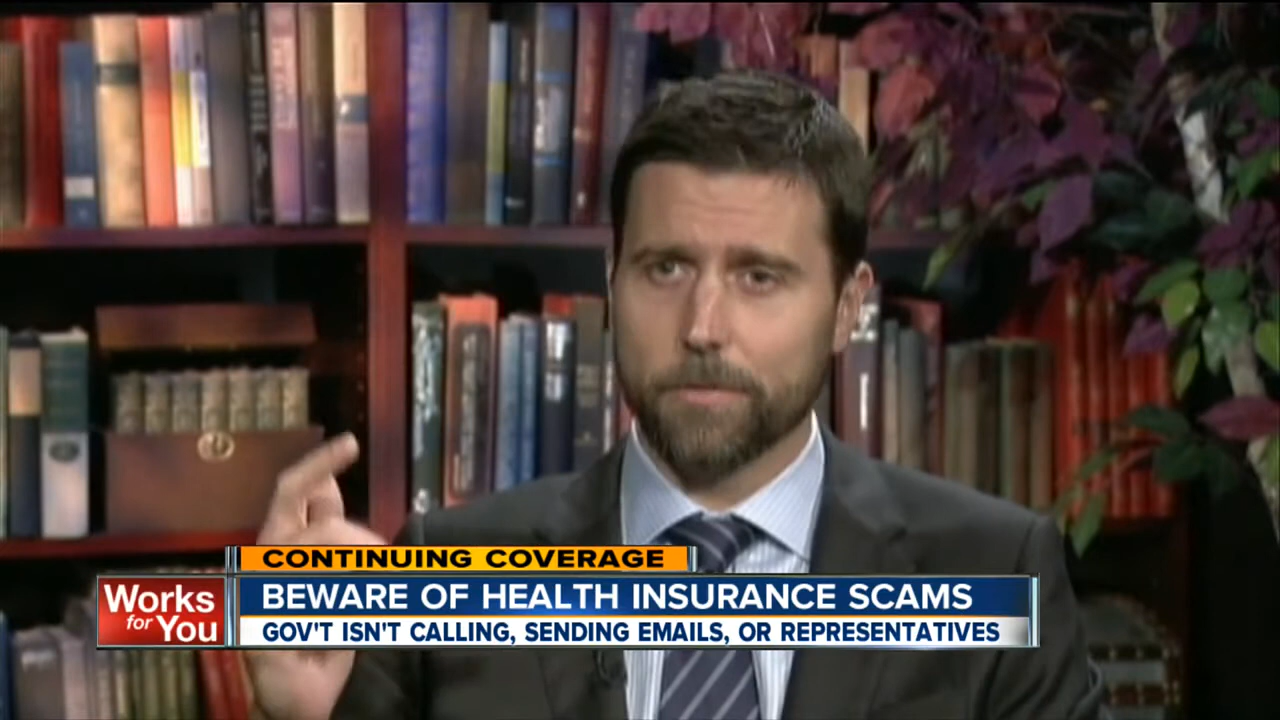 CONTINUING COVERAGE
Works
for
You
BEWARE OF HEALTH INSURANCE SCAMS
GOV'T ISN'T CALLING, SENDING EMAILS, OR REPRESENTATIVES